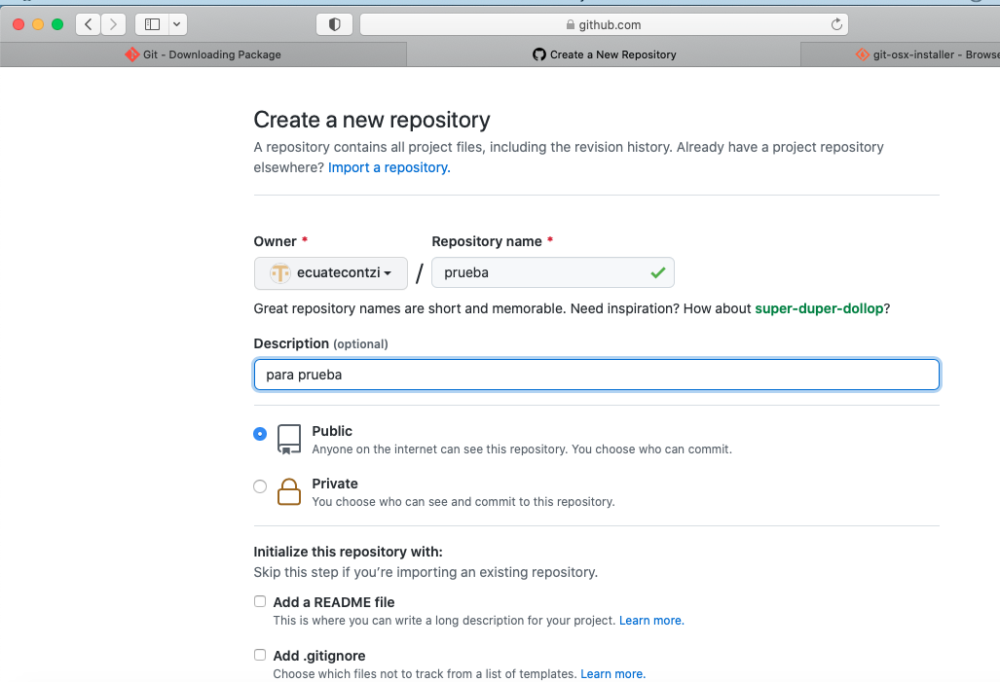 github.com
Git - Downloading Package
Create a New Repository
git-osx-installer - Browse
Create a new repository
A repository contains all project files, including the revision history. Already have a project repository
elsewhere? Import a repository.
Owner * Repository name *
ecuatecontzi / prueba
Great repository names are short and memorable. Need inspiration? How about super-duper-dollop?
Description (optional)
para prueba
Public
Anyone on the internet can see this repository. You choose who can commit.
Private
You choose who can see and commit to this repository.
Initialize this repository with:
Skip this step if you’re importing an existing repository.
Add a README file
This is where you can write a long description for your project. Learn more.
Add .gitignore
Choose which files not to track from a list of templates. Learn more.